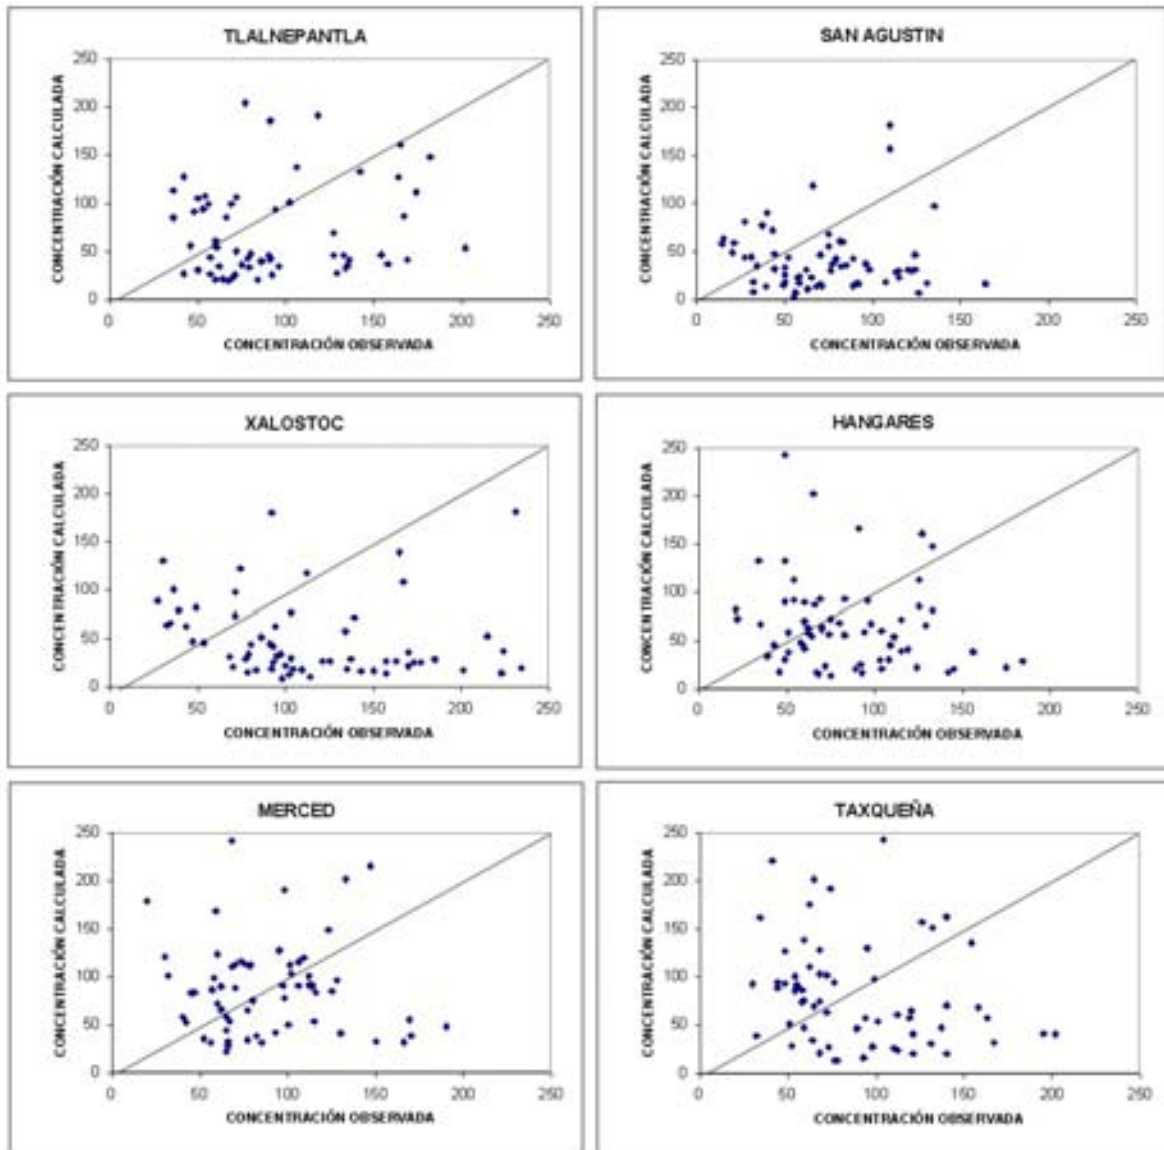 TLALNEPANTLA
CONCENTRACIÓN CALCULADA
250
200
150
100
50
0
0 50 100 150 200 250
CONCENTRACIÓN OBSERVADA
SAN AGUSTIN
CONCENTRACIÓN CALCULADA
250
200
150
100
50
0
0 50 100 150 200 250
CONCENTRACIÓN OBSERVADA
XALOSTOC
CONCENTRACIÓN CALCULADA
250
200
150
100
50
0
0 50 100 150 200 250
CONCENTRACIÓN OBSERVADA
HANGARES
CONCENTRACIÓN CALCULADA
250
200
150
100
50
0
0 50 100 150 200 250
CONCENTRACIÓN OBSERVADA
MERCED
CONCENTRACIÓN CALCULADA
250
200
150
100
50
0
0 50 100 150 200 250
CONCENTRACIÓN OBSERVADA
TAXQUEÑA
CONCENTRACIÓN CALCULADA
250
200
150
100
50
0
0 50 100 150 200 250
CONCENTRACIÓN OBSERVADA